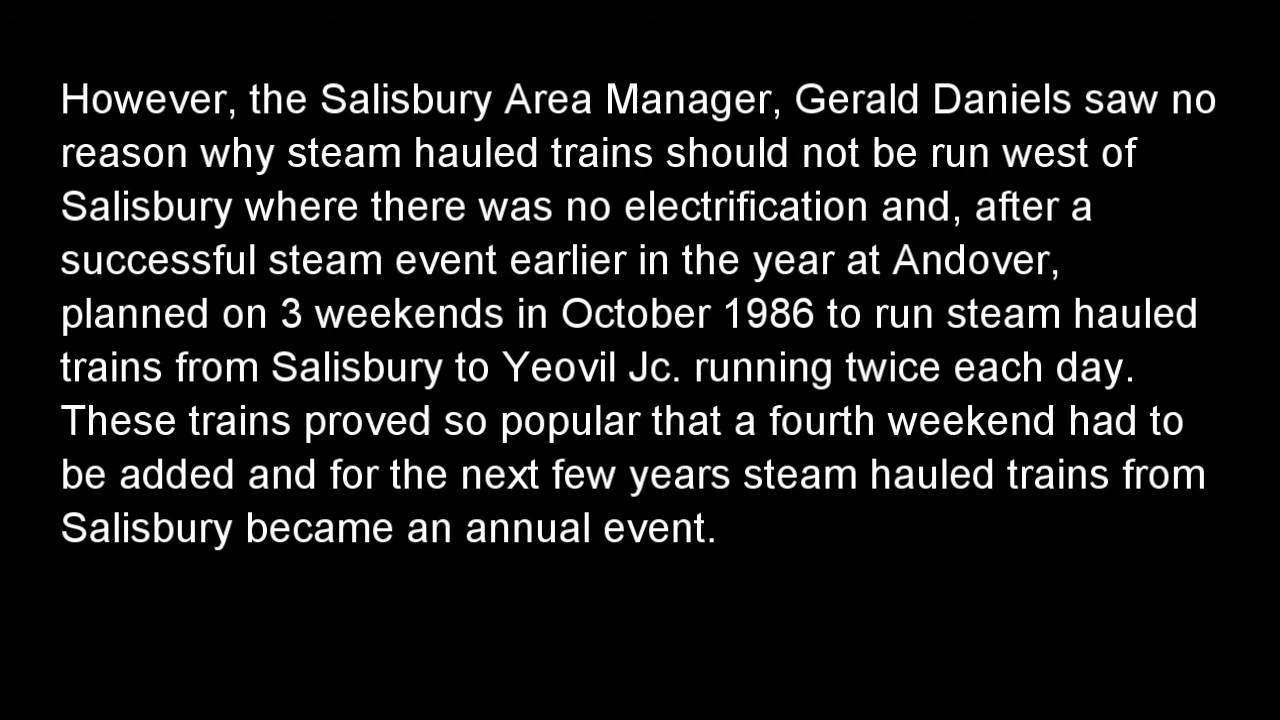 However, the Salisbury Area Manager, Gerald Daniels saw no
reason why steam hauled trains should not be run west of
Salisbury where there was no electrification and, after a
successful steam event earlier in the year at Andover,
planned on 3 weekends in October 1986 to run steam hauled
trains from Salisbury to Yeovil Jc. running twice each day.
These trains proved so popular that a fourth weekend had to
be added and for the next few years steam hauled trains from
Salisbury became an annual event.